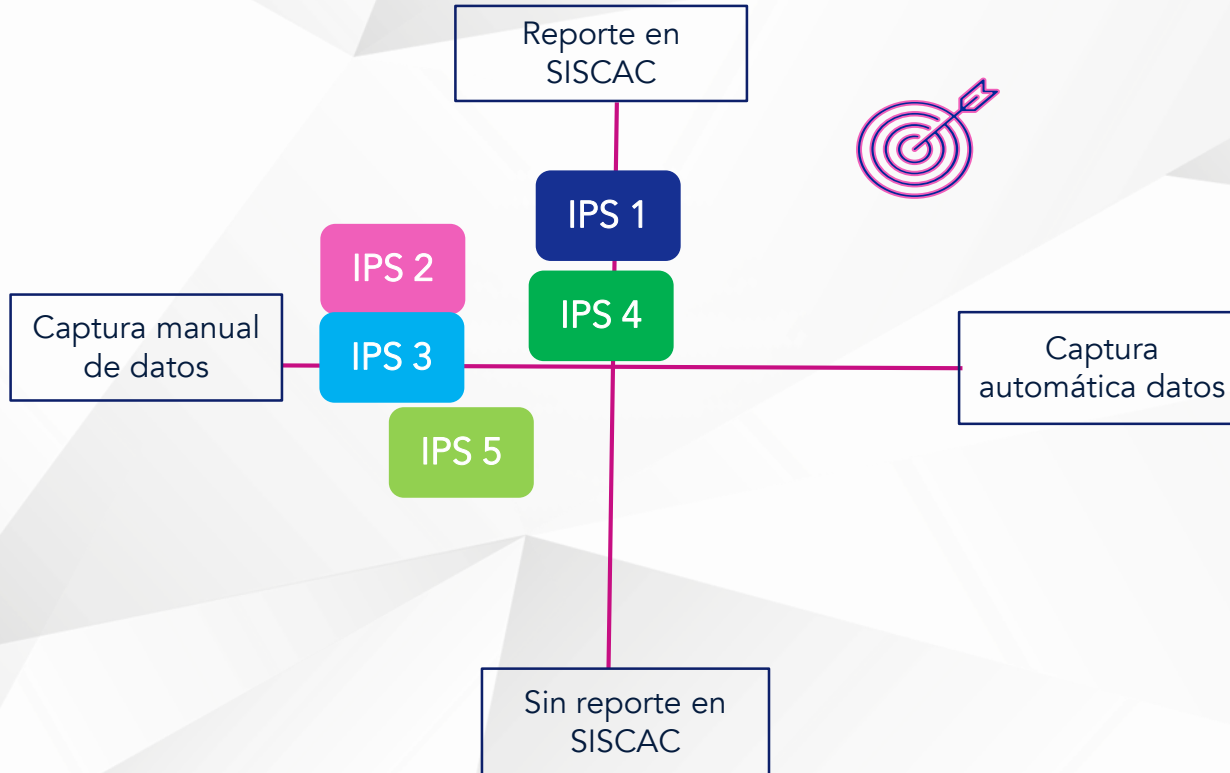 Reporte en
SISCAC
IPS 1
IPS 2
IPS 4
Captura manual
de datos
IPS 3
Captura
automática datos
IPS 5
Sin reporte en
SISCAC